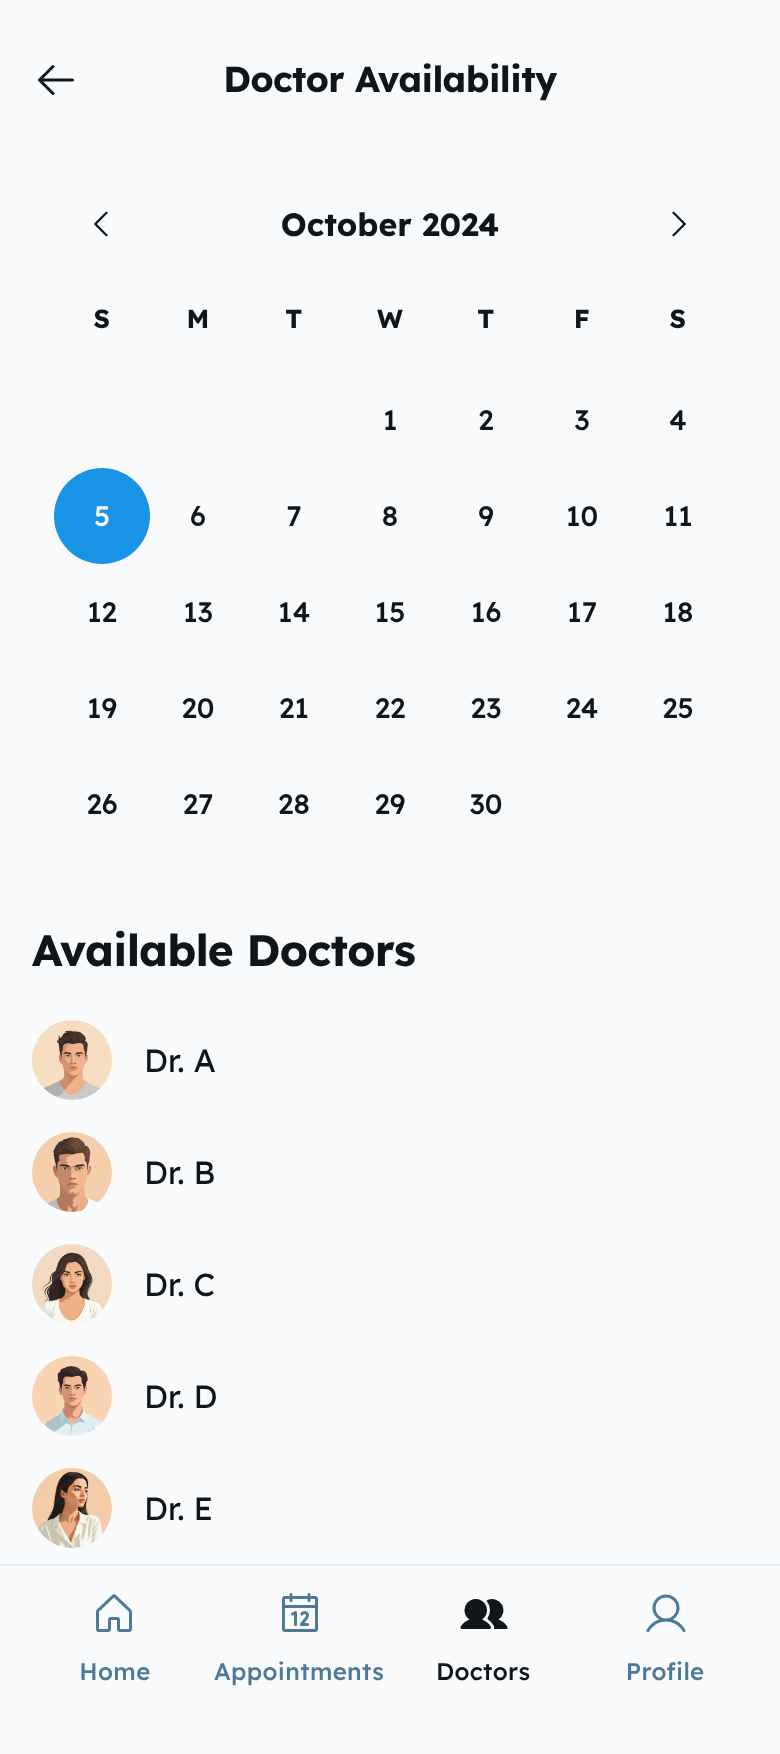 Doctor Availability
October 2024
S M T W T F S
1 2 3 4
5 6 7 8 9 10 11
12 13 14 15 16 17 18
19 20 21 22 23 24 25
26 27 28 29 30
Available Doctors
Dr. A
Dr. B
Dr. C
Dr. D
Dr. E
12
Home Appointments Doctors Profile